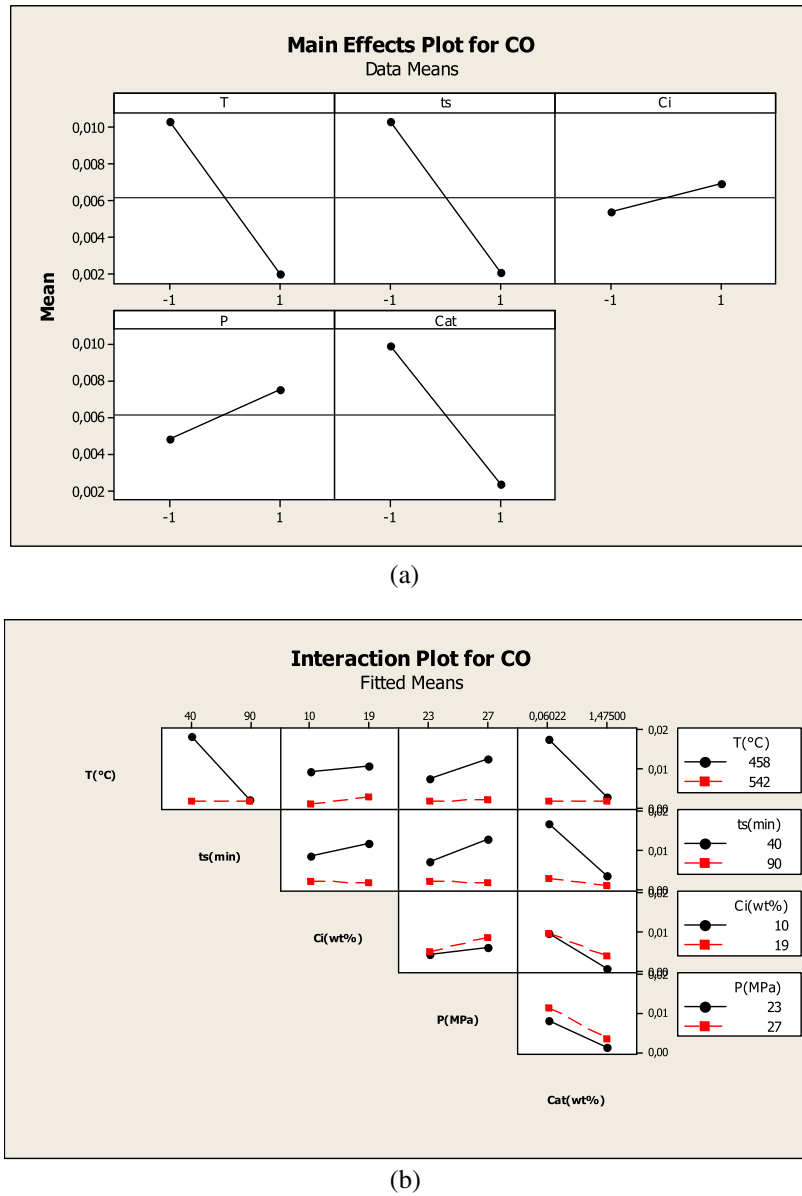 Main Effects Plot for CO
Data Means
T ts Ci
0,010
0,008
0,006
0,004
0,002
-1 1 -1 1 -1 1
P Cat
0,010
0,008
0,006
0,004
0,002
-1 1 -1 1
Mean
(a)
Interaction Plot for CO
Fitted Means
40 90 10 19 23 27 0,06022 1,47500
T(°C)
0,02
0,01
0,00
T(°C)
458
542
ts(min)
0,02
0,01
0,00
ts(min)
40
90
Ci(wt%)
0,02
0,01
0,00
Ci(wt%)
10
19
P(MPa)
0,02
0,01
0,00
P(MPa)
23
27
Cat(wt%)
(b)